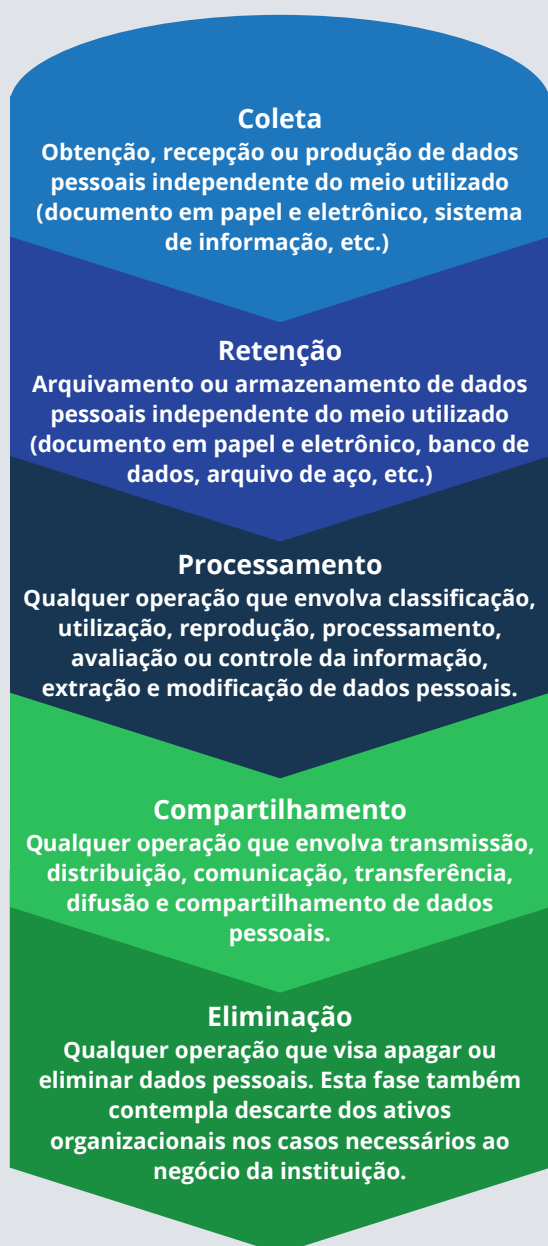 Coleta
Obtenção, recepção ou produção de dados
pessoais independente do meio utilizado
(documento em papel e eletrônico, sistema
de informação, etc.)
Retenção
Arquivamento ou armazenamento de dados
pessoais independente do meio utilizado
(documento em papel e eletrônico, banco de
dados, arquivo de aço, etc.)
Processamento
Qualquer operação que envolva classificação,
utilização, reprodução, processamento,
avaliação ou controle da informação,
extração e modificação de dados pessoais.
Compartilhamento
Qualquer operação que envolva transmissão,
distribuição, comunicação, transferência,
difusão e compartilhamento de dados
pessoais.
Eliminação
Qualquer operação que visa apagar ou
eliminar dados pessoais. Esta fase também
contempla descarte dos ativos
organizacionais nos casos necessários ao
negócio da instituição.